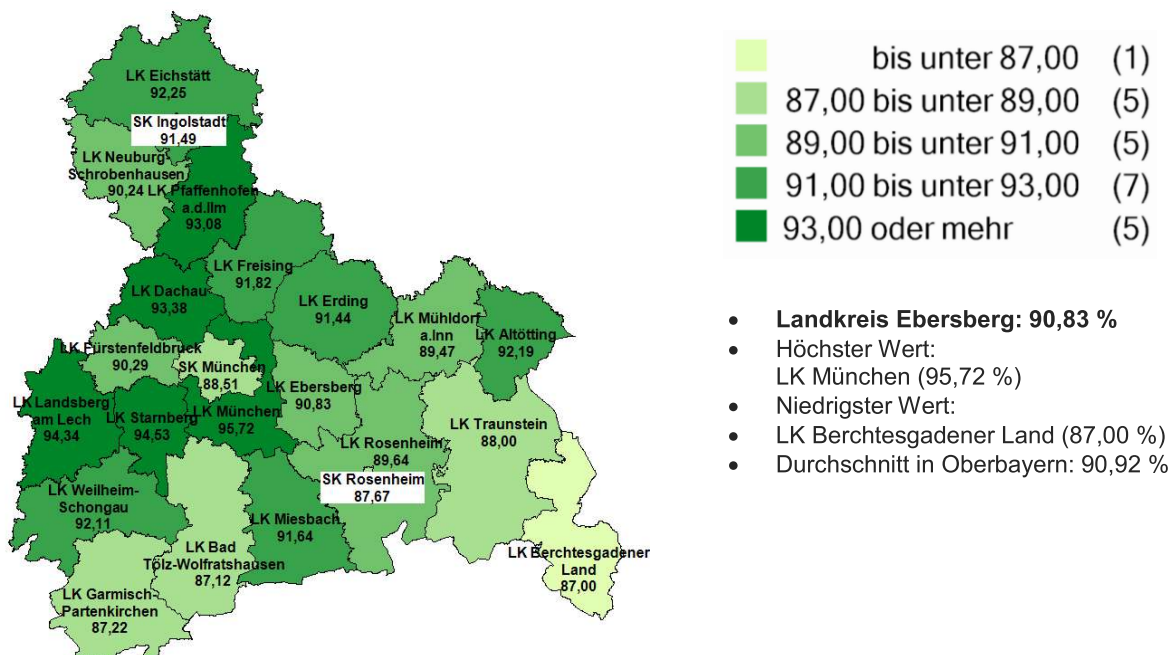 LK Eichstätt
92,25
SK Ingolstadt
91,49
LK Neuburg-
Schrobenhausen
90,24
LK Pfaffenhofen
a.d.Ilm
93,08
LK Freising
91,82
LK Dachau
93,38
LK Erding
91,44
LK Mühldorf
a.Inn
89,47
LK Altötting
92,19
LK Fürstenfeldbruck
90,29
SK München
88,51
LK Ebersberg
90,83
LK Landsberg
am Lech
94,34
LK Starnberg
94,53
LK München
95,72
LK Traunstein
88,00
LK Rosenheim
89,64
SK Rosenheim
87,67
LK Weilheim-
Schongau
92,11
LK Miesbach
91,64
LK Bad
Tölz-Wolfratshausen
87,12
LK Berchtesgadener
Land
87,00
LK Garmisch-
Partenkirchen
87,22
bis unter 87,00 (1)
87,00 bis unter 89,00 (5)
89,00 bis unter 91,00 (5)
91,00 bis unter 93,00 (7)
93,00 oder mehr (5)
• Landkreis Ebersberg: 90,83 %
• Höchster Wert:
LK München (95,72 %)
• Niedrigster Wert:
• LK Berchtesgadener Land (87,00 %)
• Durchschnitt in Oberbayern: 90,92 %